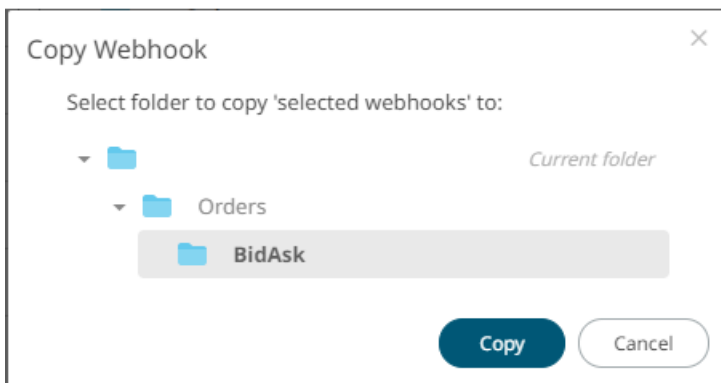 Copy Webhook
Select folder to copy 'selected webhooks' to:
Current folder
Orders
BidAsk
Copy Cancel